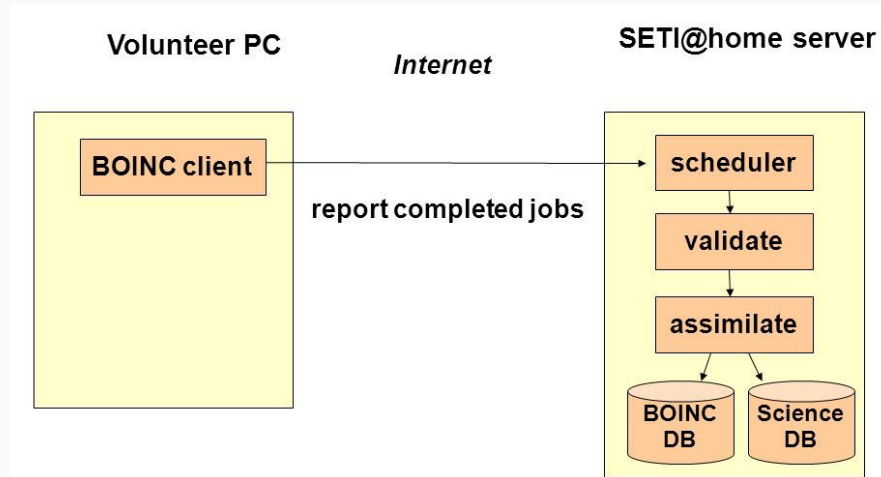 Volunteer PC
Internet
SETI@home server
BOINC client
report completed jobs
scheduler
validate
assimilate
BOINC
DB
Science
DB